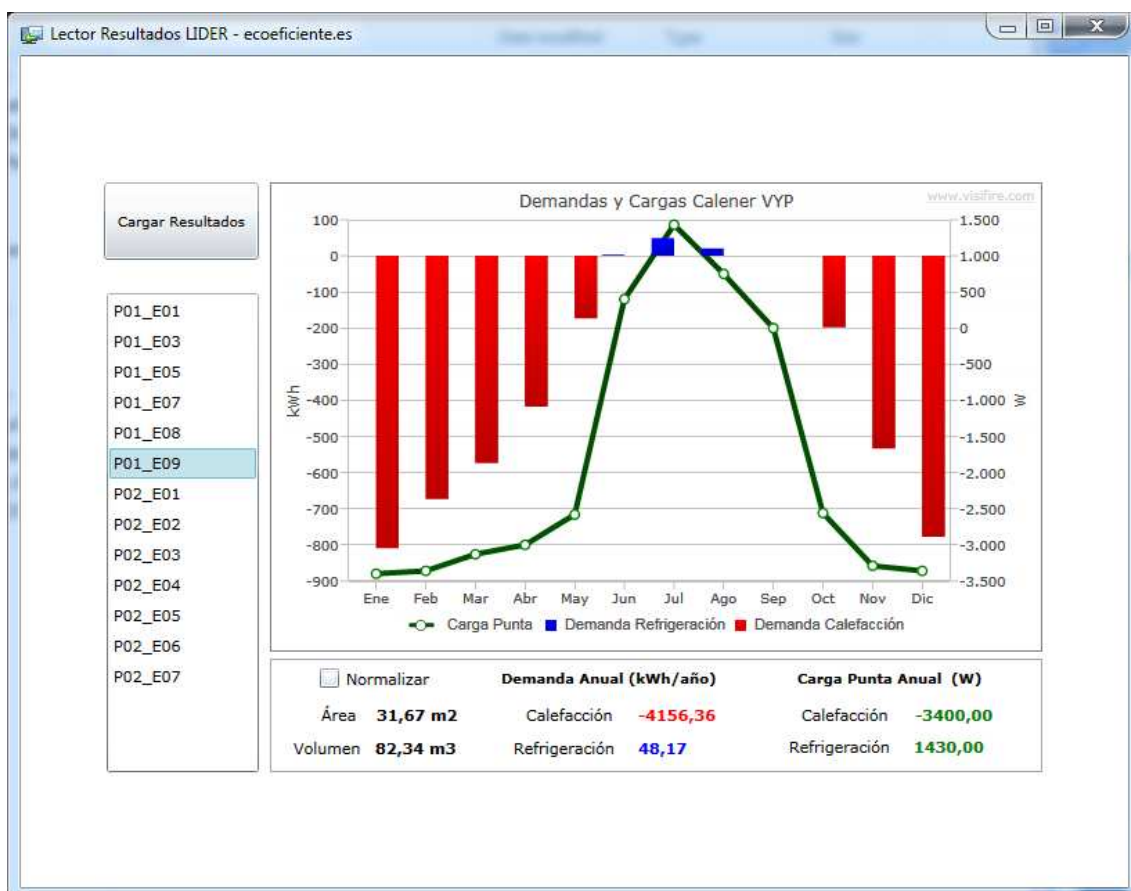 Lector Resultados LIDER - ecoeficiente.es
Cargar Resultados
P01_E01
P01_E03
P01_E05
P01_E07
P01_E08
P01_E09
P02_E01
P02_E02
P02_E03
P02_E04
P02_E05
P02_E06
P02_E07
www.visifire.com
Demandas y Cargas Calener VYP
100
0
-100
-200
-300
-400
-500
-600
-700
-800
-900
kWh
1.500
1.000
500
0
-500
-1.000
-1.500
-2.000
-2.500
-3.000
-3.500
W
Ene Feb Mar Abr May Jun Jul Ago Sep Oct Nov Dic
Carga Punta Demanda Refrigeración Demanda Calefacción
Normalizar Demanda Anual (kWh/año) Carga Punta Anual (W)
Área 31,67 m2 Calefacción -4156,36 Calefacción -3400,00
Volumen 82,34 m3 Refrigeración 48,17 Refrigeración 1430,00